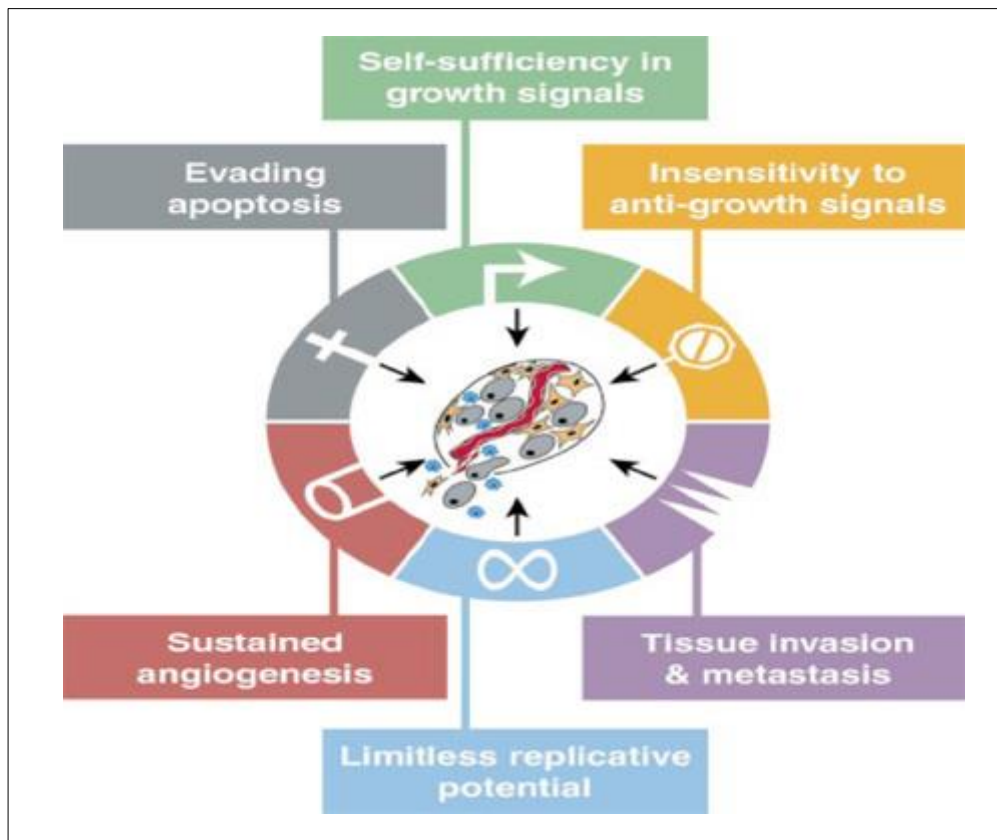 Self-sufficiency in
growth signals
Evading
apoptosis
Insensitivity to
anti-growth signals
Sustained
angiogenesis
Tissue invasion
& metastasis
Limitless replicative
potential